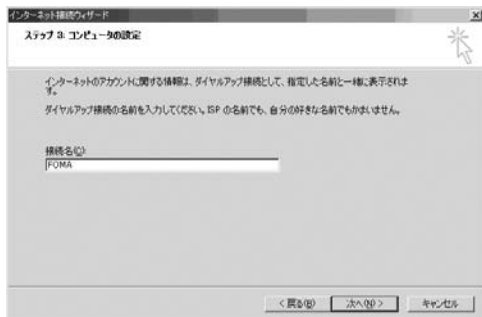 インターネット接続ウィザード
ステップ 3: コンピュータの設定
インターネットのアカウントに関する情報は、ダイヤルアップ接続として、指定した名前と一緒に表示されま
す。
ダイヤルアップ接続の名前を入力してください。ISP の名前でも、自分の好きな名前でもかまいません。
接続名(C):
FOMA
< 戻る(B)
次へ(N) >
キャンセル